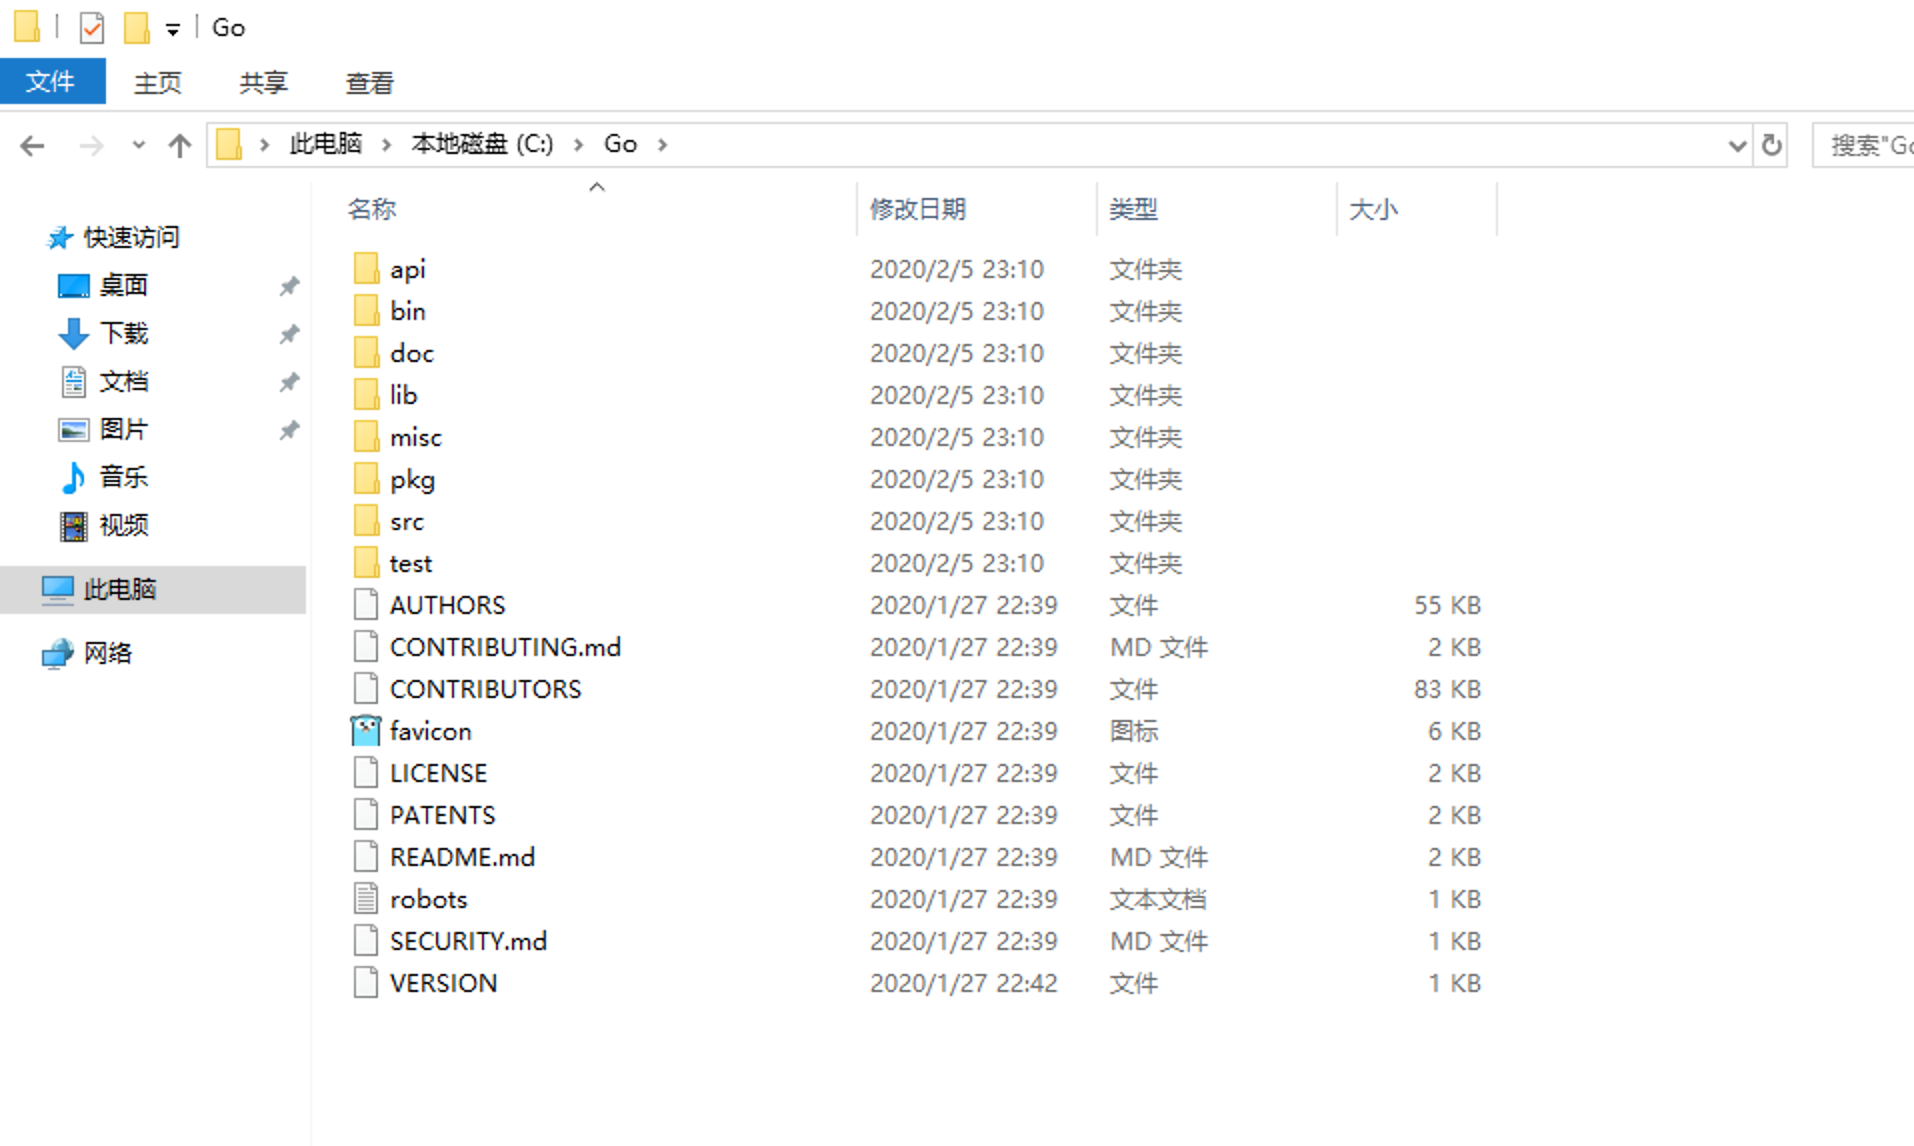 Go
文件 主页 共享 查看
此电脑 本地磁盘 (C:) Go
搜索"Go
名称 修改日期 类型 大小
快速访问
桌面
下载
文档
图片
音乐
视频
此电脑
网络
api 2020/2/5 23:10 文件夹
bin 2020/2/5 23:10 文件夹
doc 2020/2/5 23:10 文件夹
lib 2020/2/5 23:10 文件夹
misc 2020/2/5 23:10 文件夹
pkg 2020/2/5 23:10 文件夹
src 2020/2/5 23:10 文件夹
test 2020/2/5 23:10 文件夹
AUTHORS 2020/1/27 22:39 文件 55 KB
CONTRIBUTING.md 2020/1/27 22:39 MD 文件 2 KB
CONTRIBUTORS 2020/1/27 22:39 文件 83 KB
favicon 2020/1/27 22:39 图标 6 KB
LICENSE 2020/1/27 22:39 文件 2 KB
PATENTS 2020/1/27 22:39 文件 2 KB
README.md 2020/1/27 22:39 MD 文件 2 KB
robots 2020/1/27 22:39 文本文档 1 KB
SECURITY.md 2020/1/27 22:39 MD 文件 1 KB
VERSION 2020/1/27 22:42 文件 1 KB